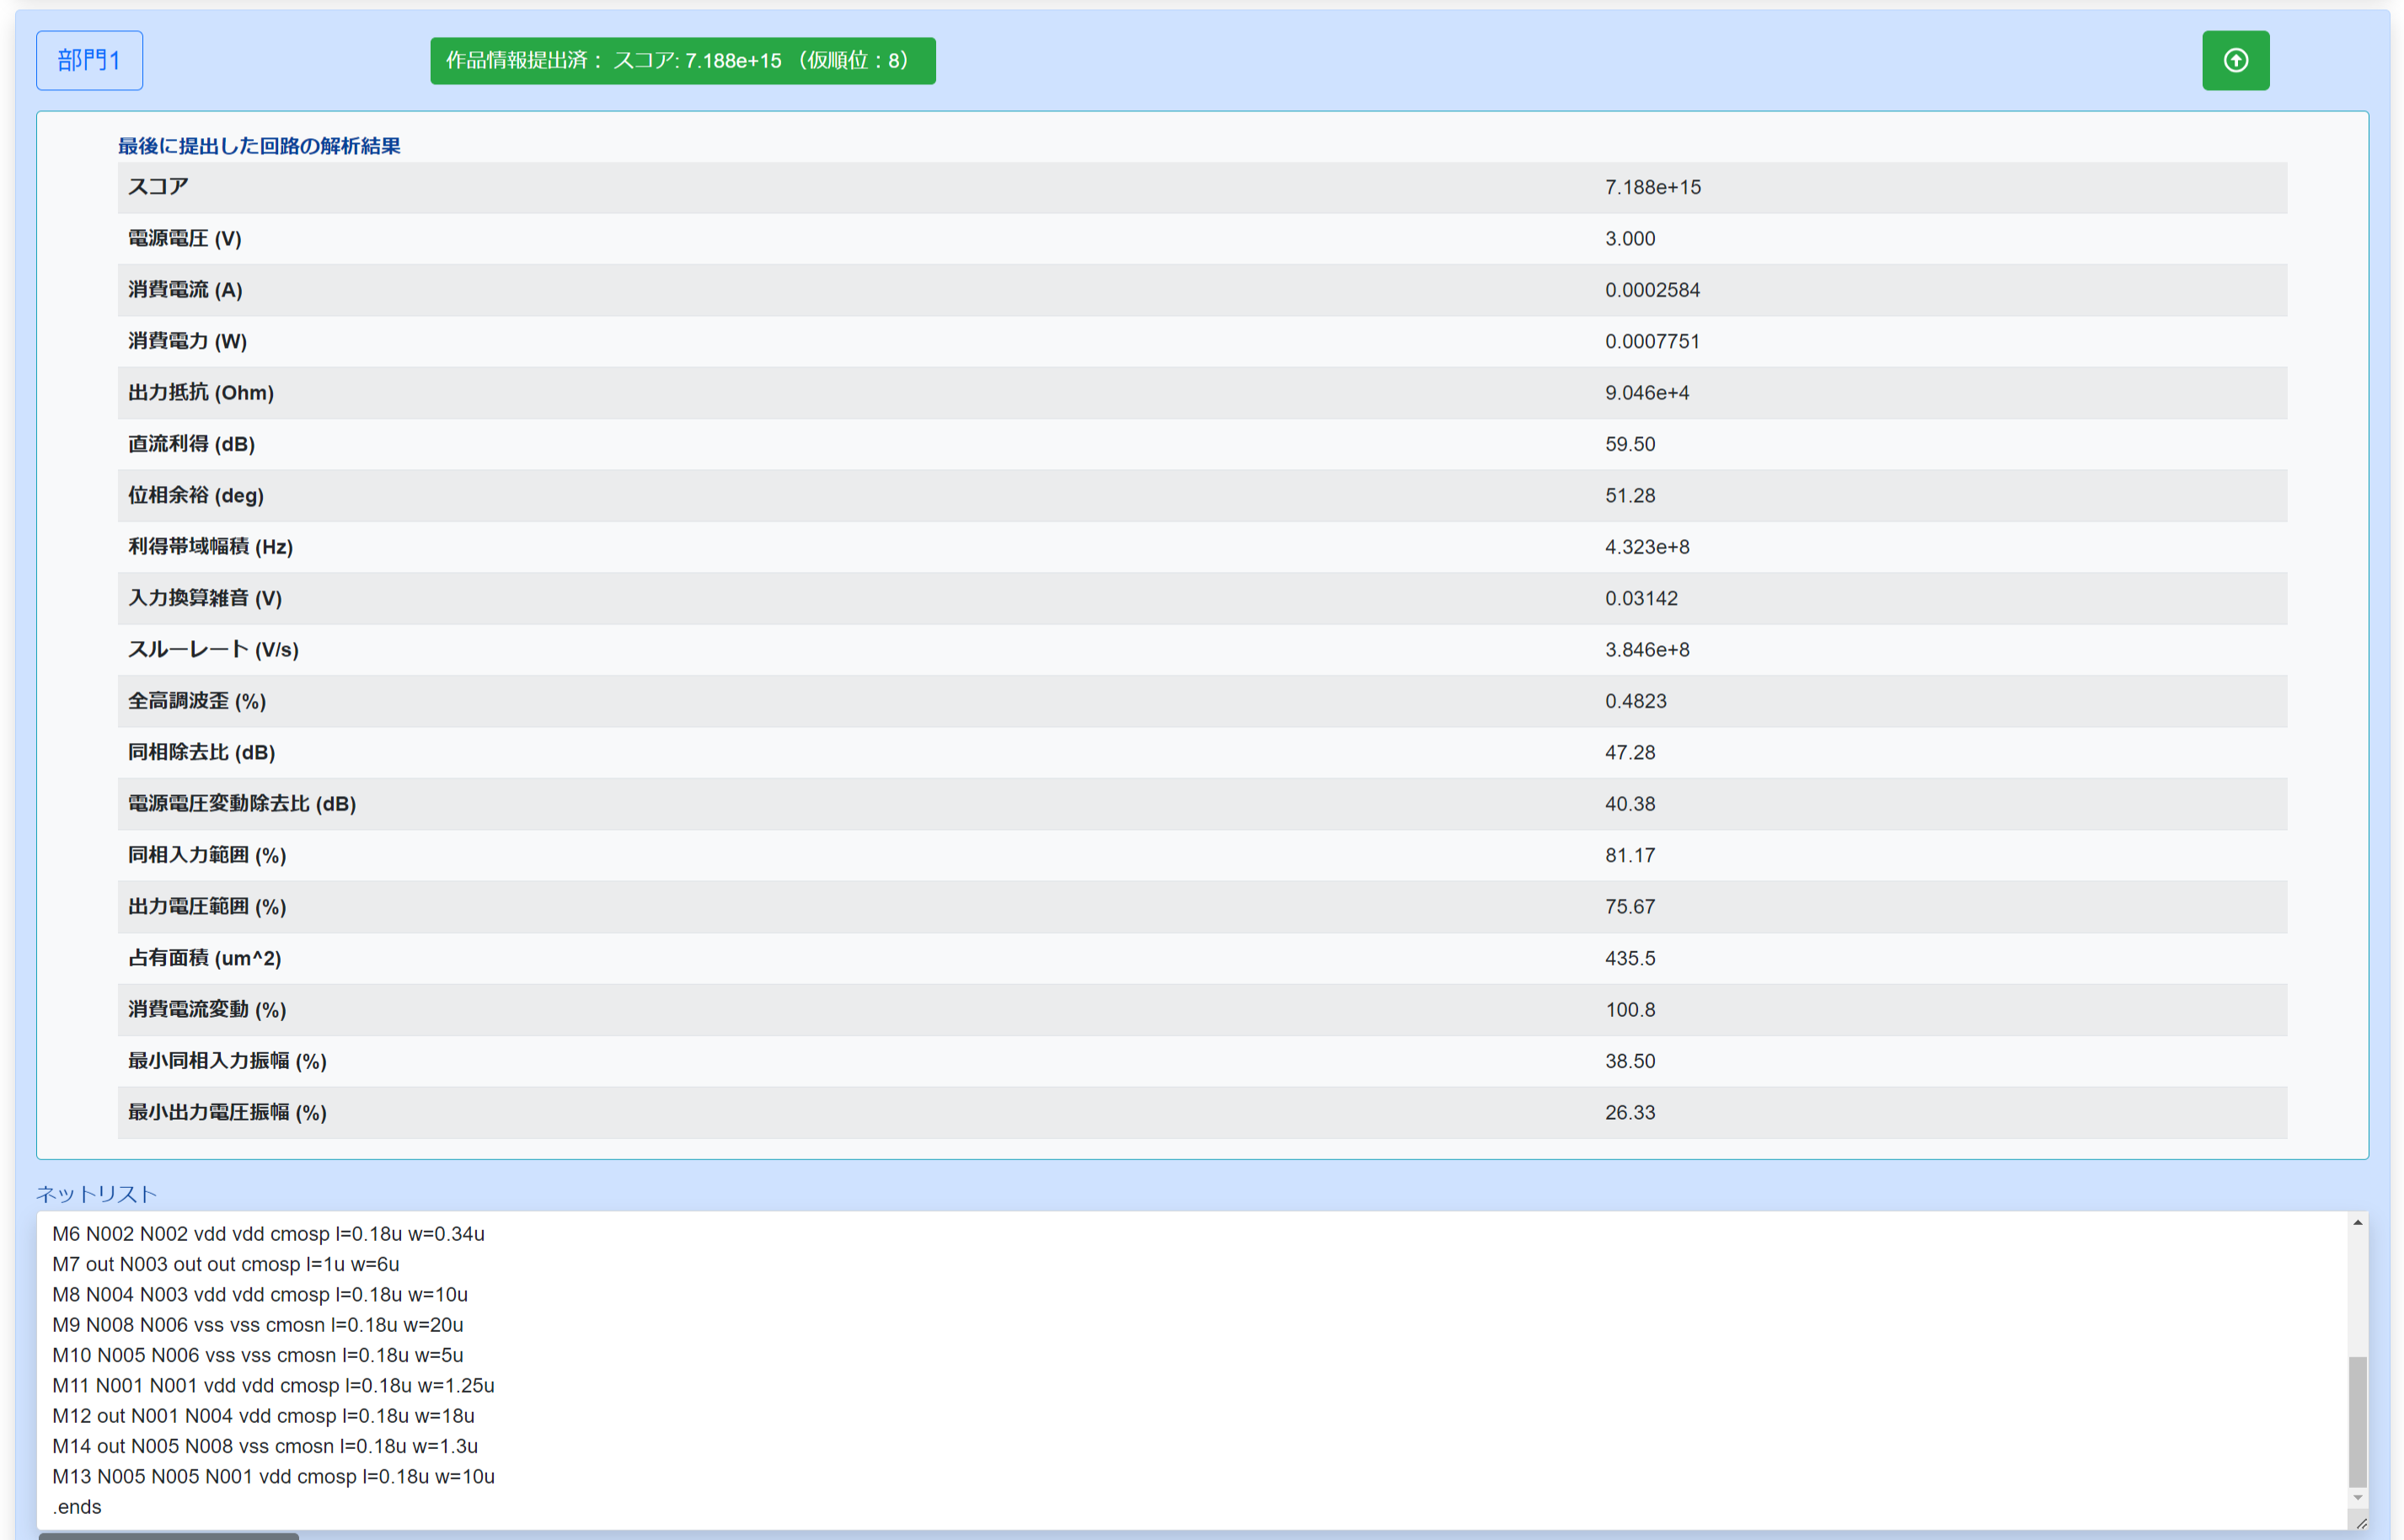 部門1
作品情報提出済： スコア: 7.188e+15 （仮順位：8）
最後に提出した回路の解析結果
スコア 7.188e+15
電源電圧 (V) 3.000
消費電流 (A) 0.0002584
消費電力 (W) 0.0007751
出力抵抗 (Ohm) 9.046e+4
直流利得 (dB) 59.50
位相余裕 (deg) 51.28
利得帯域幅積 (Hz) 4.323e+8
入力換算雑音 (V) 0.03142
スルーレート (V/s) 3.846e+8
全高調波歪 (%) 0.4823
同相除去比 (dB) 47.28
電源電圧変動除去比 (dB) 40.38
同相入力範囲 (%) 81.17
出力電圧範囲 (%) 75.67
占有面積 (um^2) 435.5
消費電流変動 (%) 100.8
最小同相入力振幅 (%) 38.50
最小出力電圧振幅 (%) 26.33
ネットリスト
M6 N002 N002 vdd vdd cmosp l=0.18u w=0.34u
M7 out N003 out out cmosp l=1u w=6u
M8 N004 N003 vdd vdd cmosp l=0.18u w=10u
M9 N008 N006 vss vss cmosn l=0.18u w=20u
M10 N005 N006 vss vss cmosn l=0.18u w=5u
M11 N001 N001 vdd vdd cmosp l=0.18u w=1.25u
M12 out N001 N004 vdd cmosp l=0.18u w=18u
M14 out N005 N008 vss cmosn l=0.18u w=1.3u
M13 N005 N005 N001 vdd cmosp l=0.18u w=10u
.ends